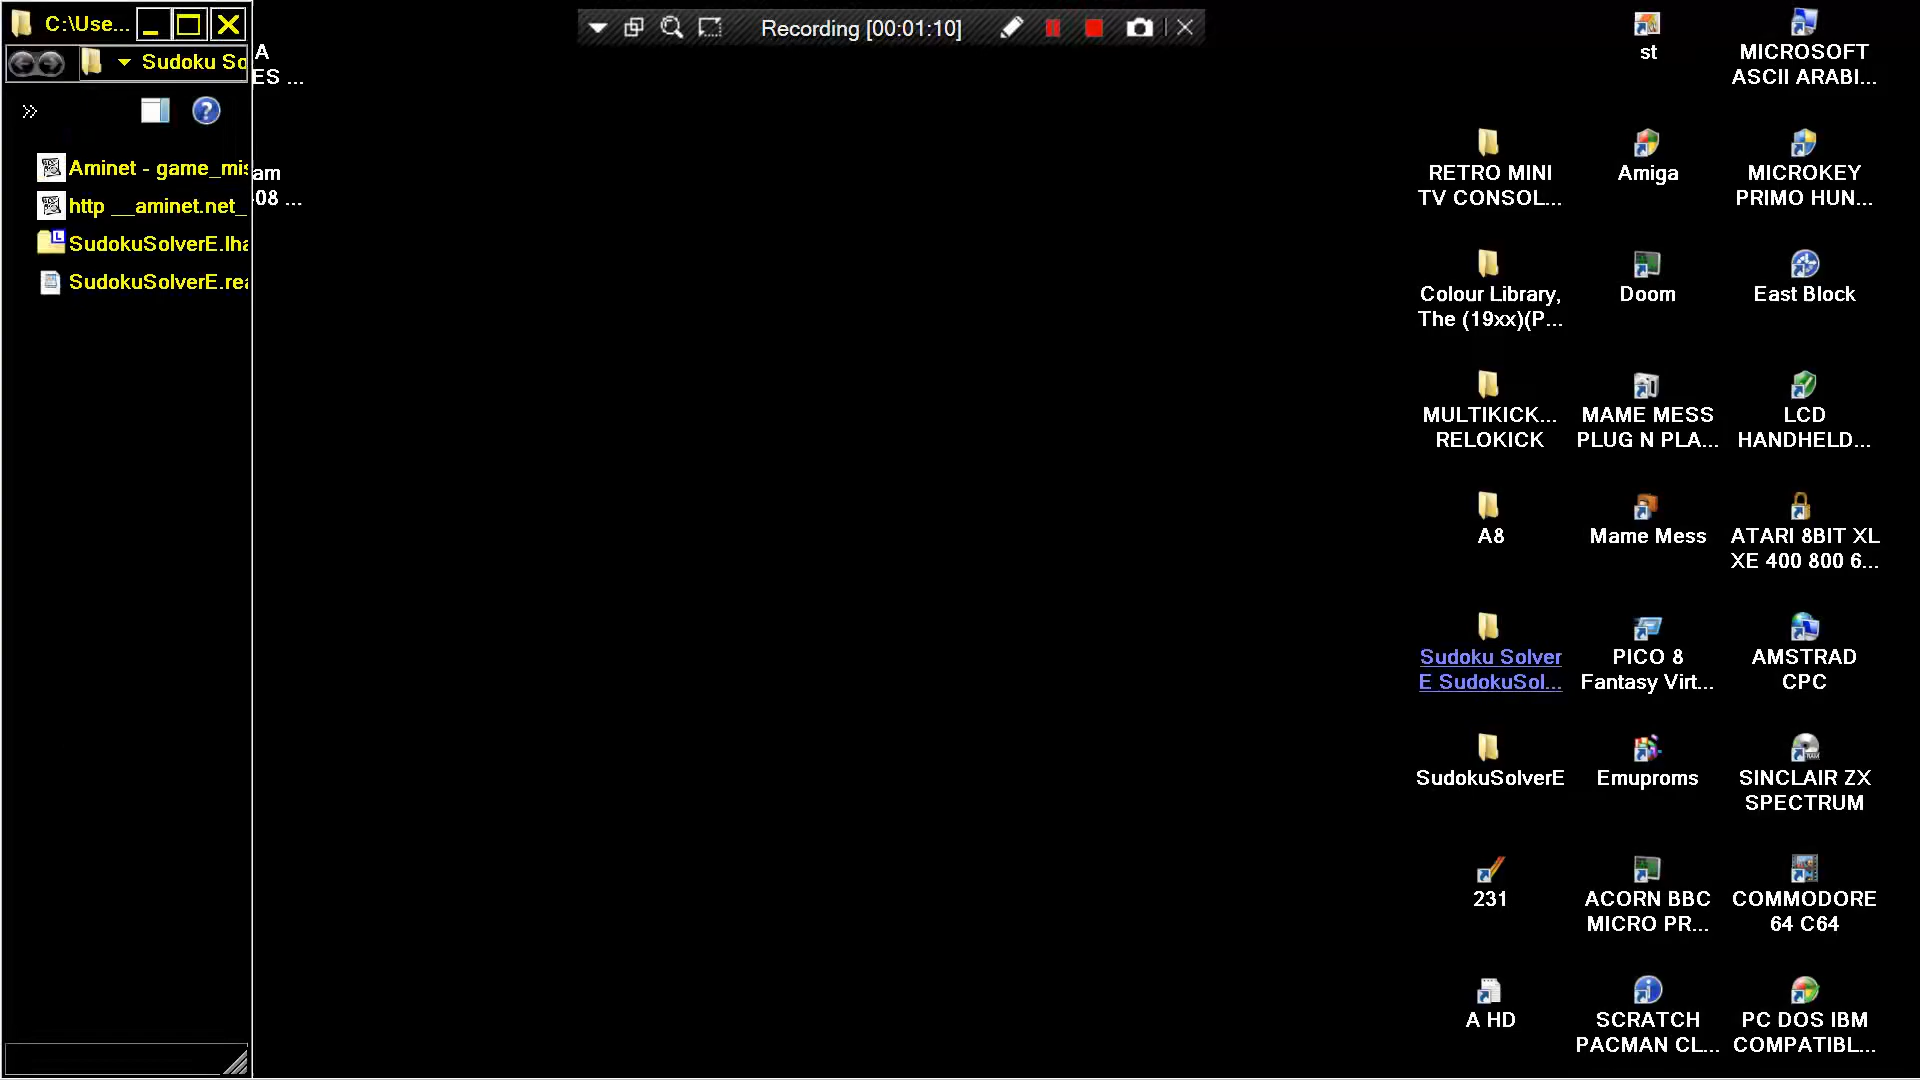 C:\Use...
Sudoku So
A
ES ...
»
Aminet - game_mis
http __aminet.net_
SudokuSolverE.lha
SudokuSolverE.rea
am
-08 ...
Recording [00:01:10]
st
MICROSOFT
ASCII ARABI...
RETRO MINI
TV CONSOL...
Amiga
MICROKEY
PRIMO HUN...
Colour Library,
The (19xx)(P...
Doom
East Block
MULTIKICK...
RELOKICK
MAME MESS
PLUG N PLA...
LCD
HANDHELD...
A8
Mame Mess
ATARI 8BIT XL
XE 400 800 6...
Sudoku Solver
E SudokuSol...
PICO 8
Fantasy Virt...
AMSTRAD
CPC
SudokuSolverE
Emuproms
SINCLAIR ZX
SPECTRUM
231
ACORN BBC
MICRO PR...
COMMODORE
64 C64
A HD
SCRATCH
PACMAN CL...
PC DOS IBM
COMPATIBL...